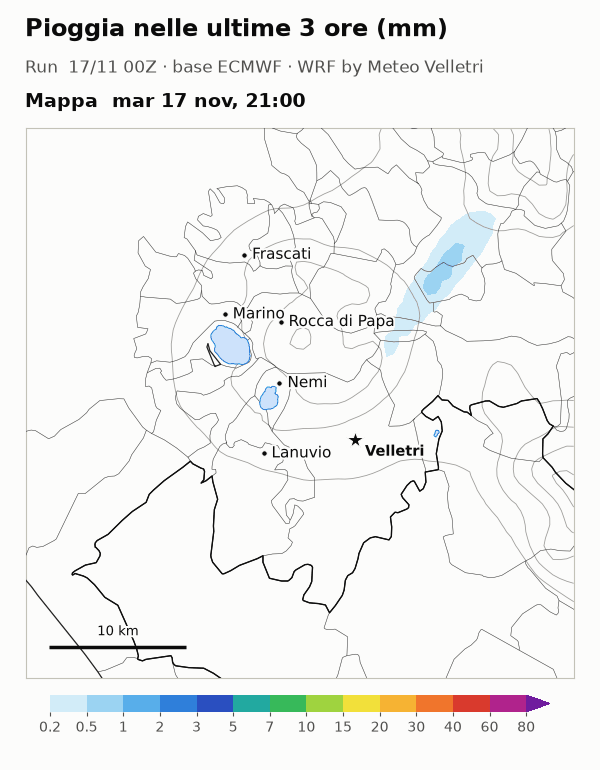 Pioggia nelle ultime 3 ore (mm)
Run  17/11 00Z · base ECMWF · WRF by Meteo Velletri
Mappa  mar 17 nov, 21:00
Frascati
Marino
Rocca di Papa
Nemi
Velletri
Lanuvio
10 km
0.2 0.5 1 2 3 5 7 10 15 20 30 40 60 80